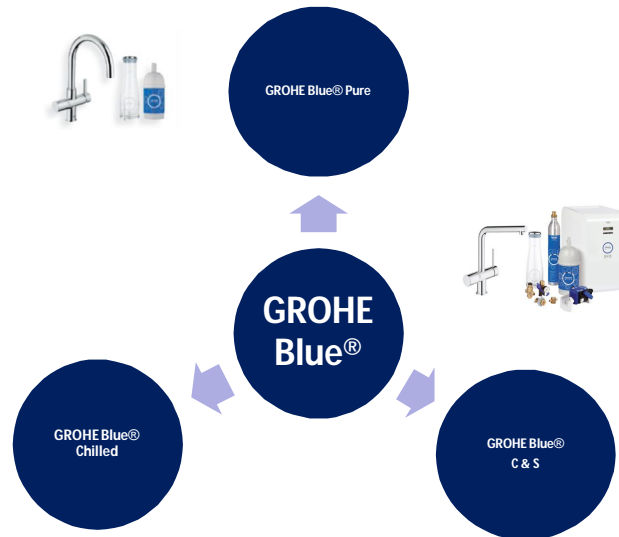 GROHE Blue® Pure
GROHE
Blue®
GROHE Blue®
Chilled
GROHE Blue®
C & S